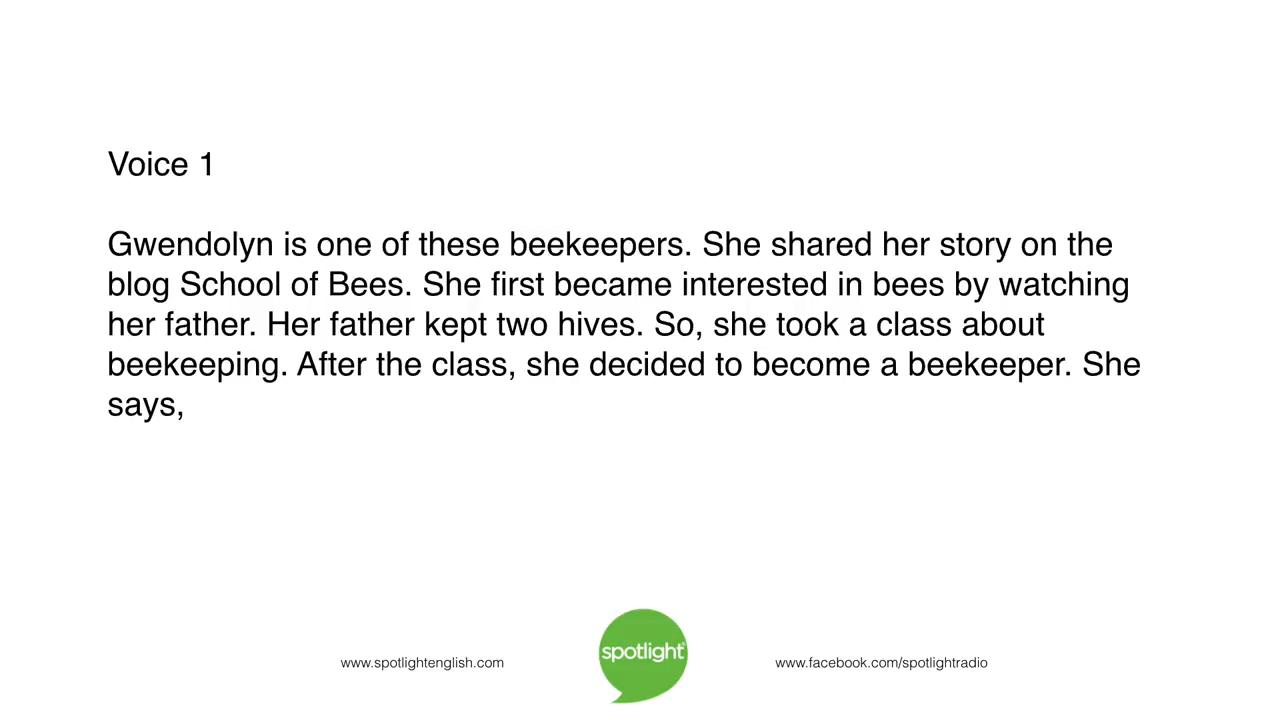 Voice 1
Gwendolyn is one of these beekeepers. She shared her story on the
blog School of Bees. She first became interested in bees by watching
her father. Her father kept two hives. So, she took a class about
beekeeping. After the class, she decided to become a beekeeper. She
says,
www.spotlightenglish.com
spotlight®
www.facebook.com/spotlightradio